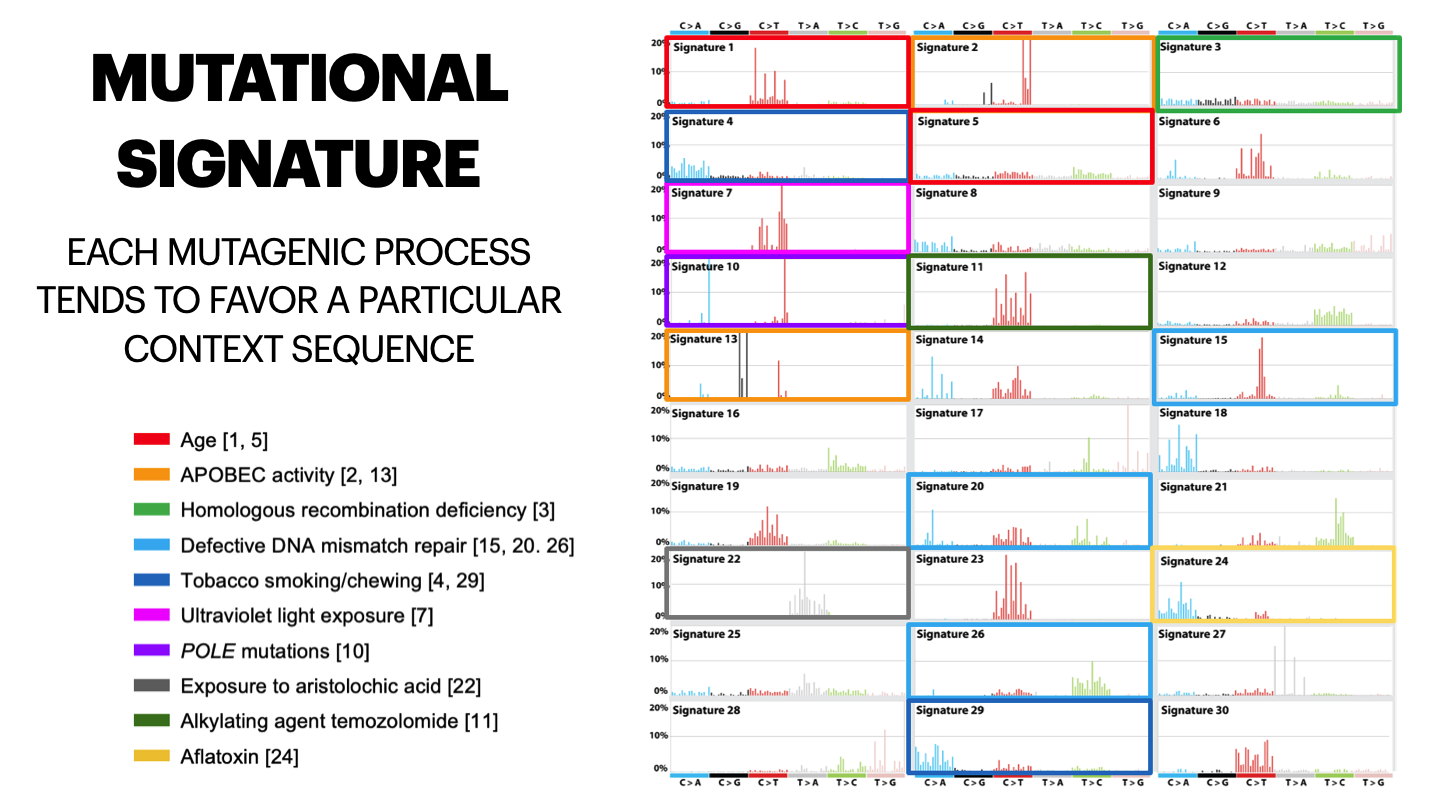 MUTATIONAL
SIGNATURE
EACH MUTAGENIC PROCESS
TENDS TO FAVOR A PARTICULAR
CONTEXT SEQUENCE
Age [1, 5]
APOBEC activity [2, 13]
Homologous recombination deficiency [3]
Defective DNA mismatch repair [15, 20. 26]
Tobacco smoking/chewing [4, 29]
Ultraviolet light exposure [7]
POLE mutations [10]
Exposure to aristolochic acid [22]
Alkylating agent temozolomide [11]
Aflatoxin [24]
C > A C > G C > T T > A T > C T > G C > A C > G C > T T > A T > C T > G C > A C > G C > T T > A T > C T > G
20% Signature 1 Signature 2 Signature 3
10%
0%
20% Signature 4 Signature 5 Signature 6
10%
0%
20% Signature 7 Signature 8 Signature 9
10%
0%
20% Signature 10 Signature 11 Signature 12
10%
0%
20% Signature 13 Signature 14 Signature 15
10%
0%
20% Signature 16 Signature 17 Signature 18
10%
0%
20% Signature 19 Signature 20 Signature 21
10%
0%
20% Signature 22 Signature 23 Signature 24
10%
0%
20% Signature 25 Signature 26 Signature 27
10%
0%
20% Signature 28 Signature 29 Signature 30
10%
0%
C > A C > G C > T T > A T > C T > G C > A C > G C > T T > A T > C T > G C > A C > G C > T T > A T > C T > G